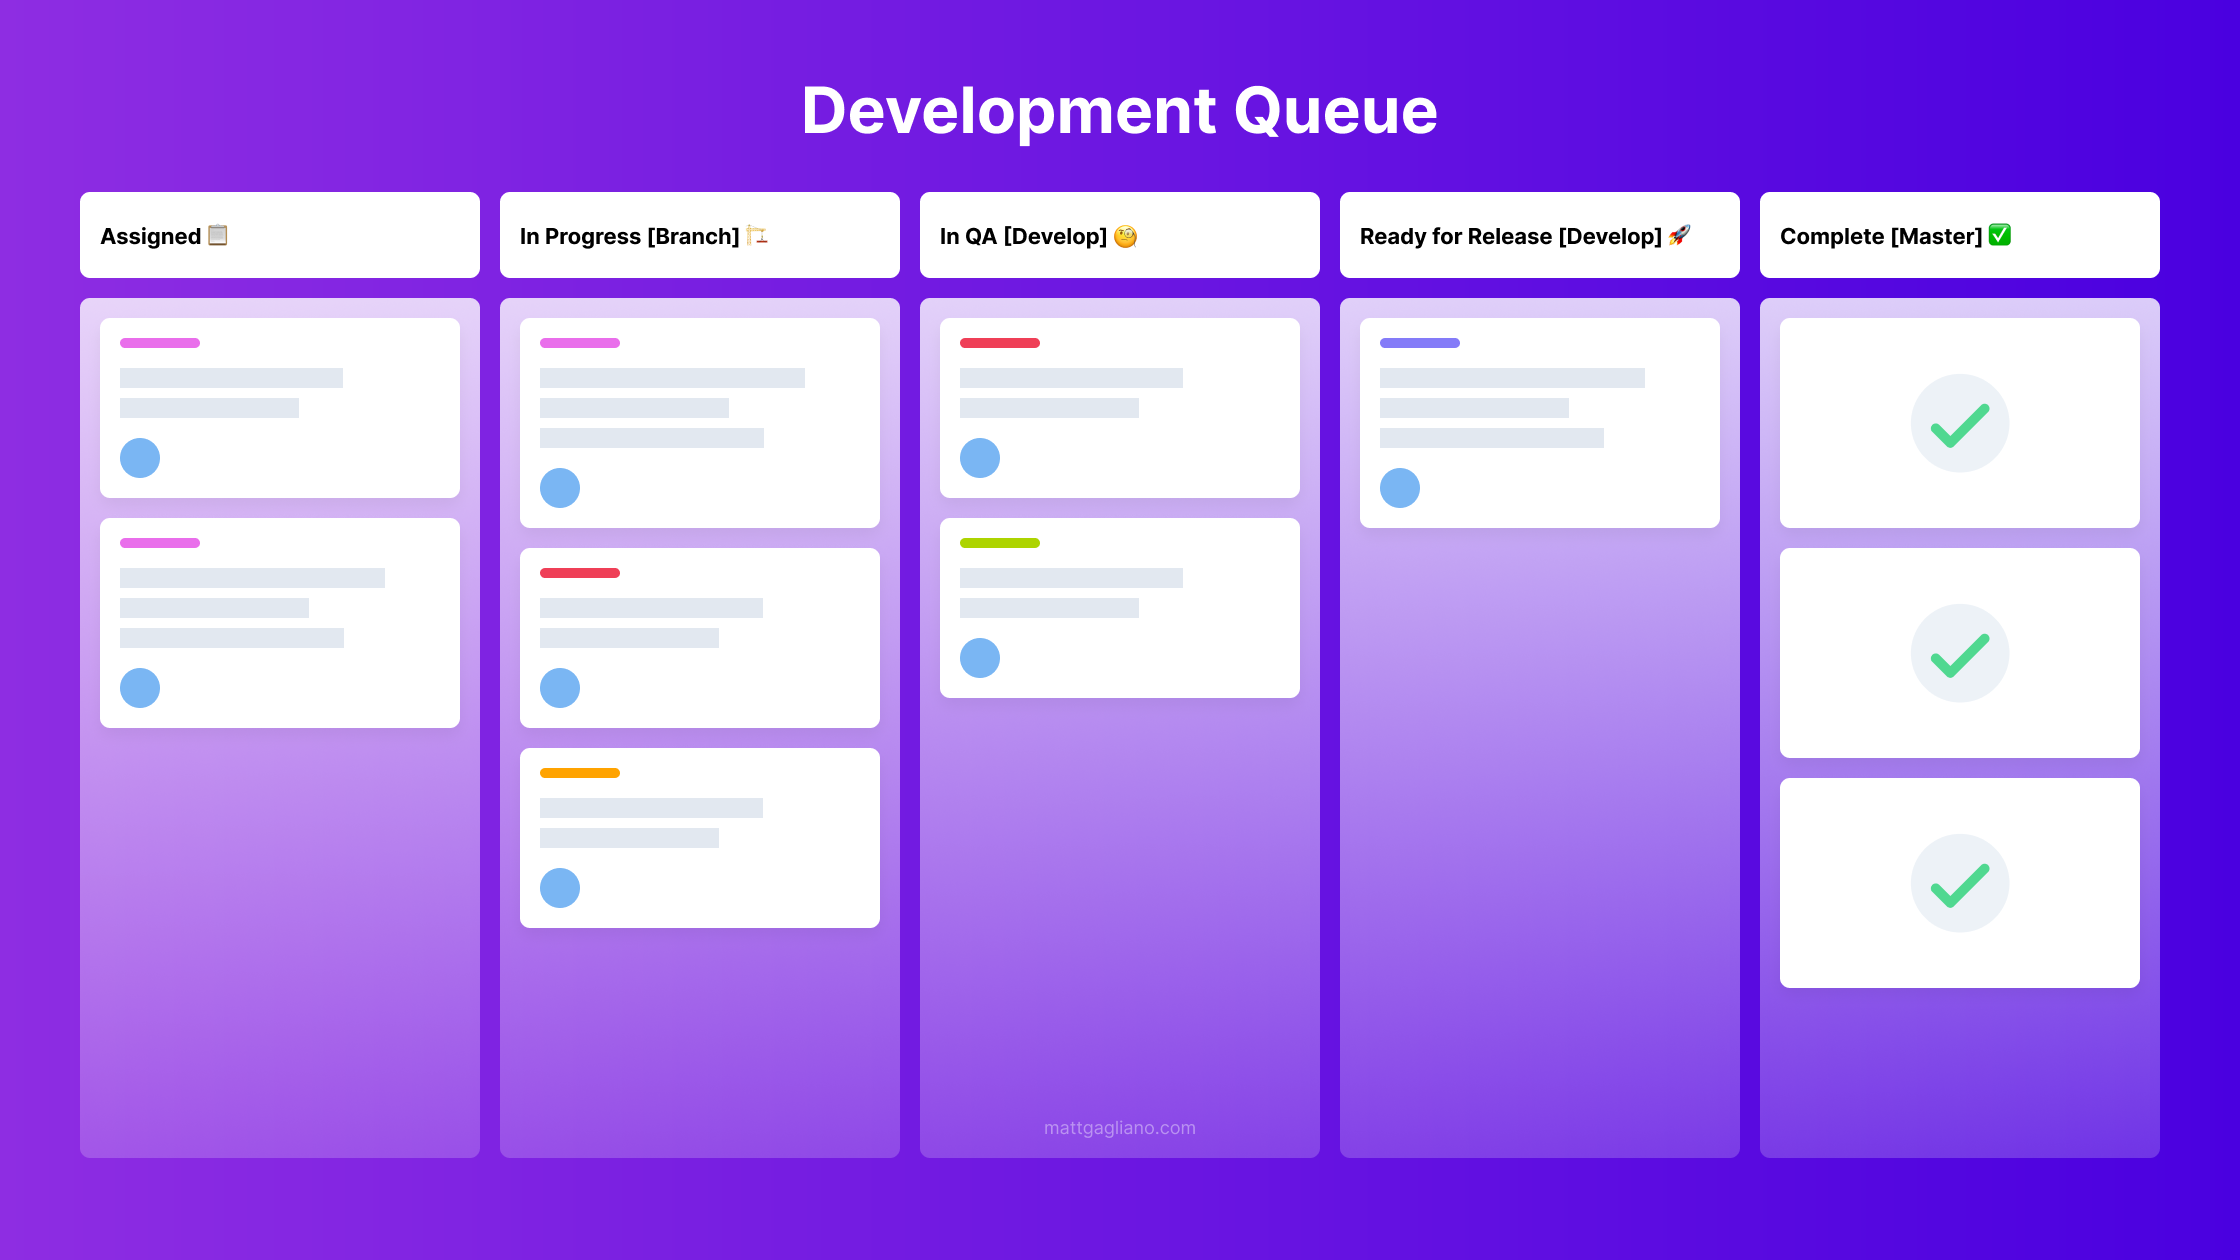 Development Queue
Assigned 📋
In Progress [Branch] 🏗️
In QA [Develop] 🧐
Ready for Release [Develop] 🚀
Complete [Master] ✅
mattgagliano.com